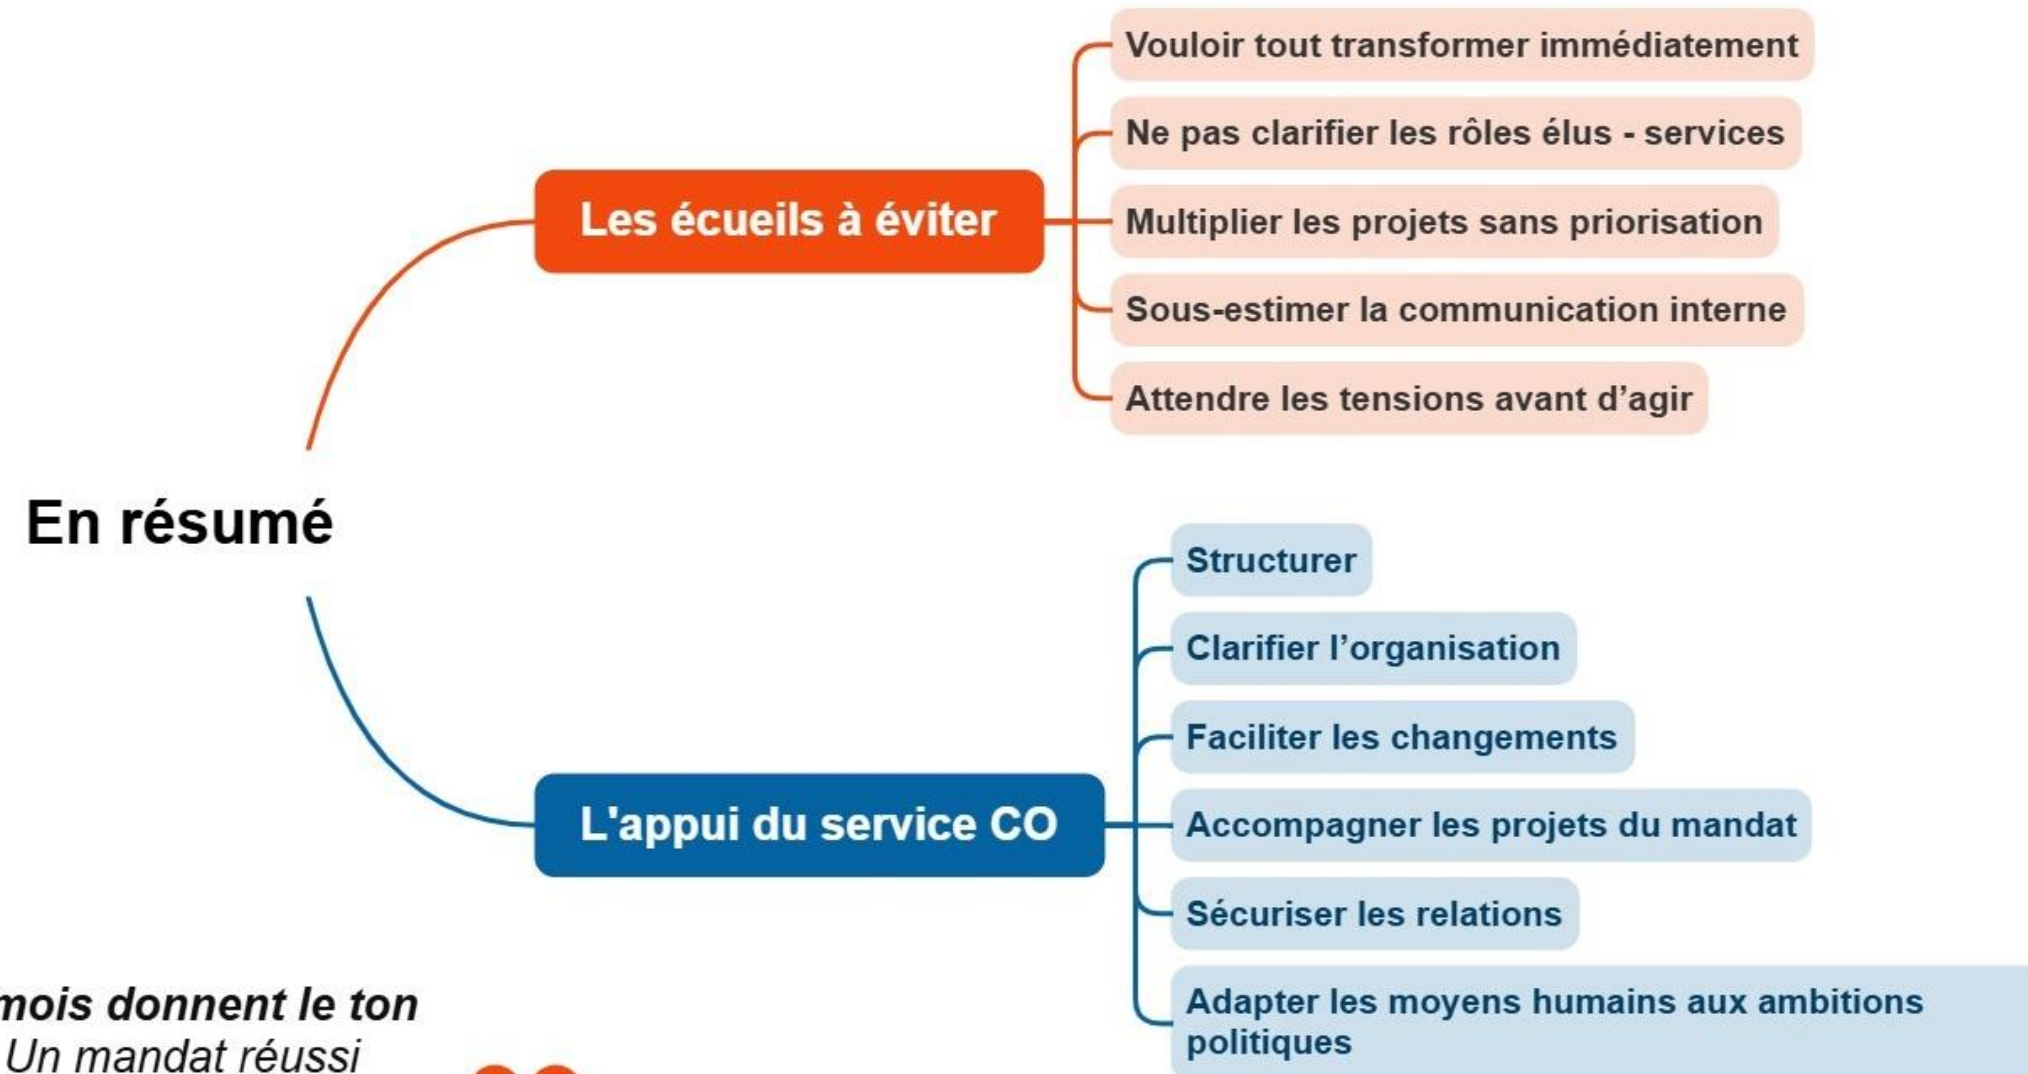 Vouloir tout transformer immédiatement
Ne pas clarifier les rôles élus - services
Les écueils à éviter
Multiplier les projets sans priorisation
Sous-estimer la communication interne
Attendre les tensions avant d’agir
En résumé
Structurer
Clarifier l’organisation
Faciliter les changements
L'appui du service CO
Accompagner les projets du mandat
Sécuriser les relations
Adapter les moyens humains aux ambitions
politiques
mois donnent le ton
Un mandat réussi